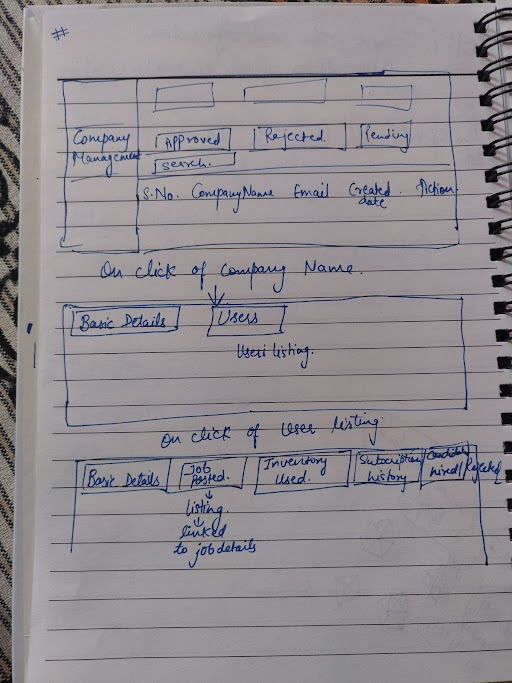 #
Company
Management
Approved Rejected. Pending
Search.
S.No. Company Name Email Created date Action.
On click of Company Name.
Basic Details Users
Users listing.
On click of User listing
Basic Details Job Posted. Inventory Used. Subscription history Candidate hired/Rejected
listing.
linked
to job details